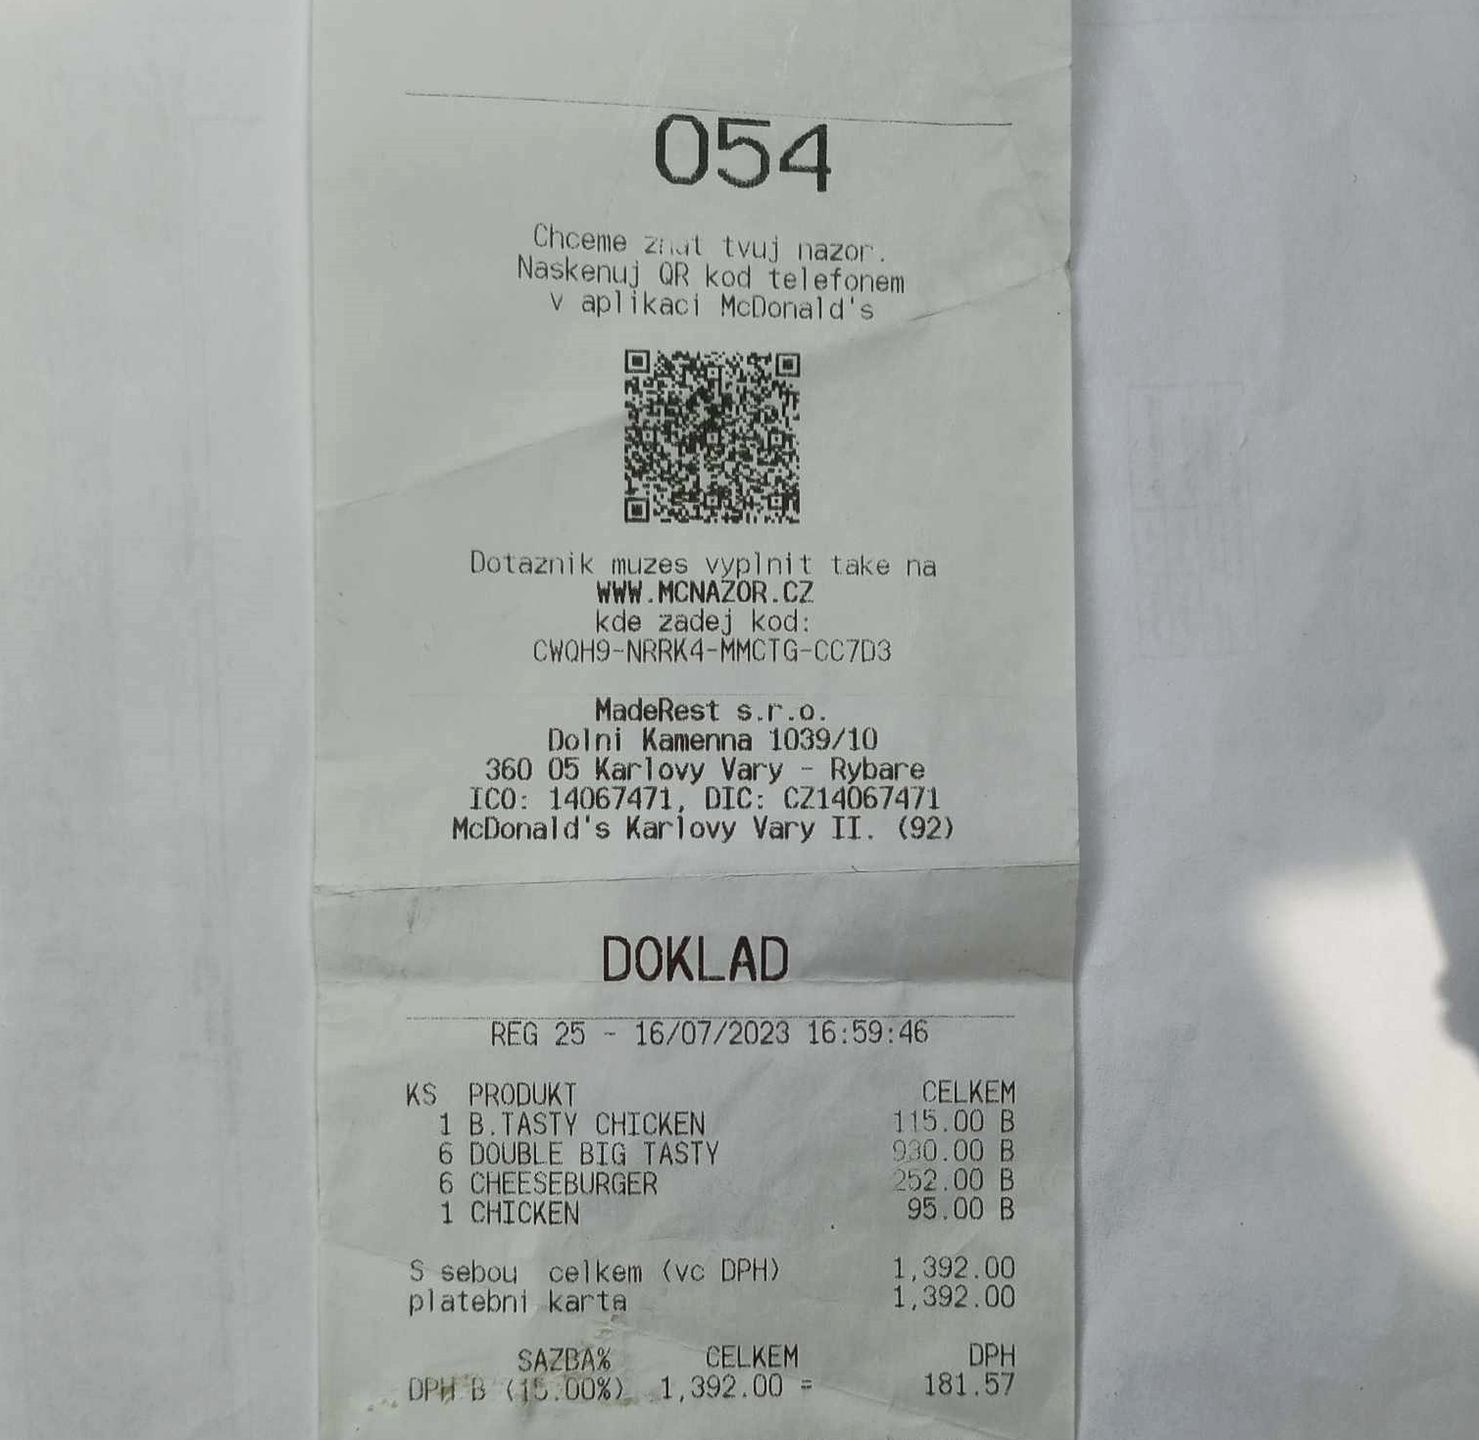 054
Chceme znat tvuj nazor.
Naskenuj QR kod telefonem
v aplikaci McDonald's
Dotaznik muzes vyplnit take na
WWW.MCNAZOR.CZ
kde zadej kod:
CWQH9-NRRK4-MMCTG-CC7D3
MadeRest s.r.o.
Dolni Kamenna 1039/10
360 05 Karlovy Vary - Rybare
ICO: 14067471, DIC: CZ14067471
McDonald's Karlovy Vary II. (92)
DOKLAD
REG 25 - 16/07/2023 16:59:46
KS PRODUKT CELKEM
1 B.TASTY CHICKEN 115.00 B
6 DOUBLE BIG TASTY 930.00 B
6 CHEESEBURGER 252.00 B
1 CHICKEN 95.00 B
S sebou celkem (vc DPH) 1,392.00
platebni karta 1,392.00
SAZBA% CELKEM DPH
DPH B (15.00%) 1,392.00 = 181.57